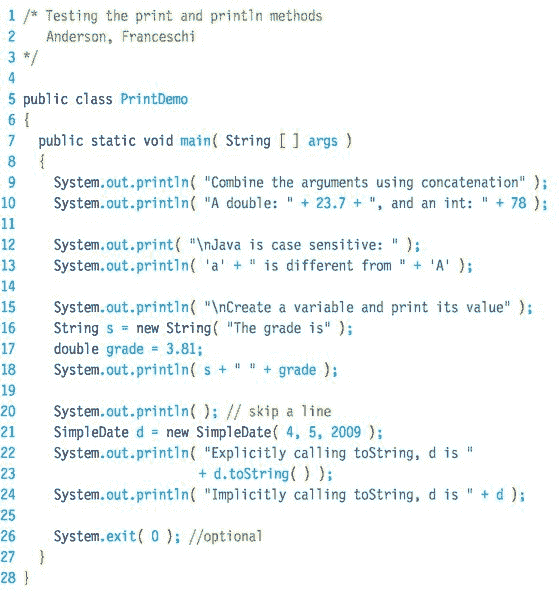 1 /* Testing the print and println methods
2    Anderson, Franceschi
3 */
4
5 public class PrintDemo
6 {
7   public static void main( String [ ] args )
8   {
9     System.out.println( "Combine the arguments using concatenation" );
10     System.out.println( "A double: " + 23.7 + ", and an int: " + 78 );
11
12     System.out.print( "\nJava is case sensitive: " );
13     System.out.println( 'a' + " is different from " + 'A' );
14
15     System.out.println( "\nCreate a variable and print its value" );
16     String s = new String( "The grade is" );
17     double grade = 3.81;
18     System.out.println( s + " " + grade );
19
20     System.out.println( ); // skip a line
21     SimpleDate d = new SimpleDate( 4, 5, 2009 );
22     System.out.println( "Explicitly calling toString, d is "
23                         + d.toString( ) );
24     System.out.println( "Implicitly calling toString, d is " + d );
25
26     System.exit( 0 ); //optional
27   }
28 }